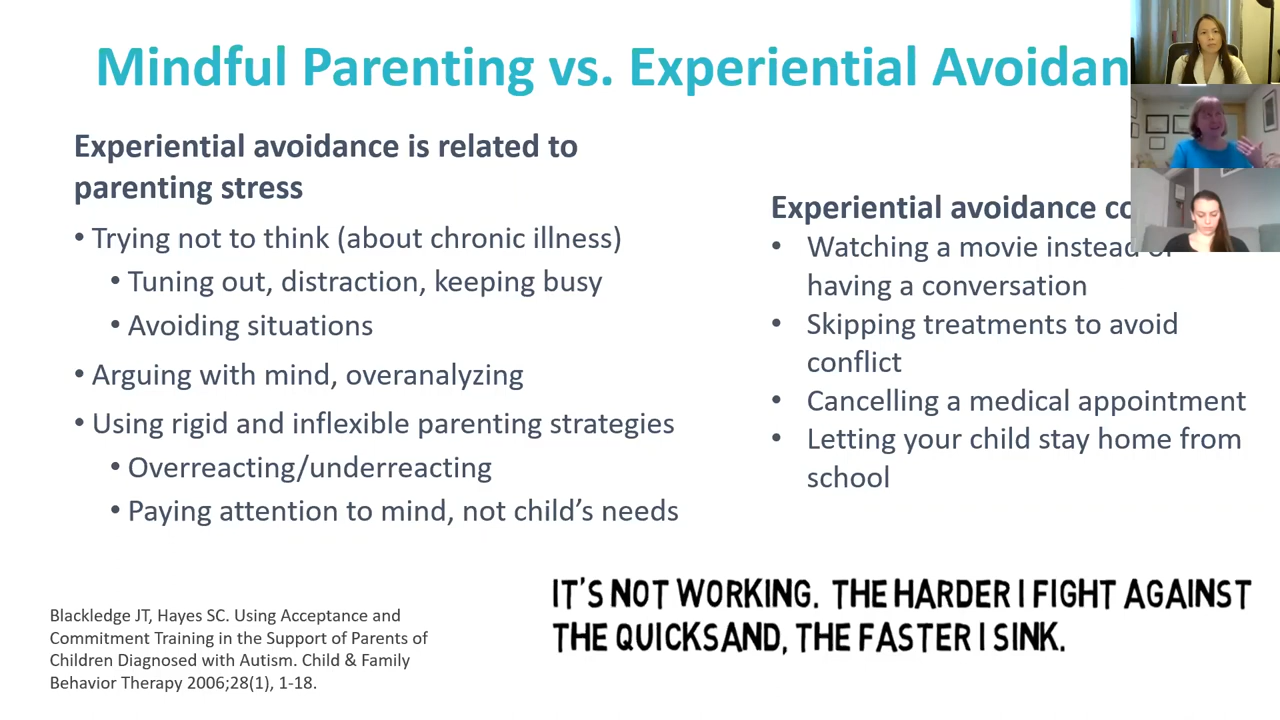 Mindful Parenting vs. Experiential Avoidan
Experiential avoidance is related to
parenting stress
• Trying not to think (about chronic illness)
• Tuning out, distraction, keeping busy
• Avoiding situations
• Arguing with mind, overanalyzing
• Using rigid and inflexible parenting strategies
• Overreacting/underreacting
• Paying attention to mind, not child's needs
Experiential avoidance co
• Watching a movie instead of
having a conversation
• Skipping treatments to avoid
conflict
• Cancelling a medical appointment
• Letting your child stay home from
school
IT'S NOT WORKING. THE HARDER I FIGHT AGAINST
THE QUICKSAND, THE FASTER I SINK.
Blackledge JT, Hayes SC. Using Acceptance and
Commitment Training in the Support of Parents of
Children Diagnosed with Autism. Child & Family
Behavior Therapy 2006;28(1), 1-18.